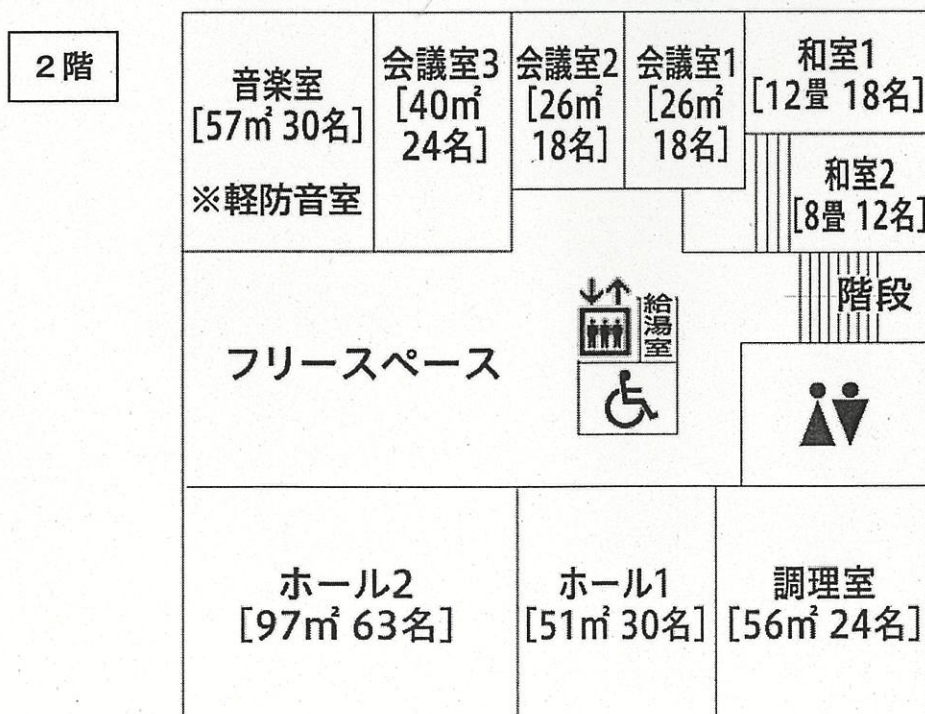 2階
音楽室
[57㎡ 30名]
※軽防音室
会議室3
[40㎡
24名]
会議室2
[26㎡
18名]
会議室1
[26㎡
18名]
和室1
[12畳 18名]
和室2
[8畳 12名]
階段
給湯室
フリースペース
ホール2
[97㎡ 63名]
ホール1
[51㎡ 30名]
調理室
[56㎡ 24名]